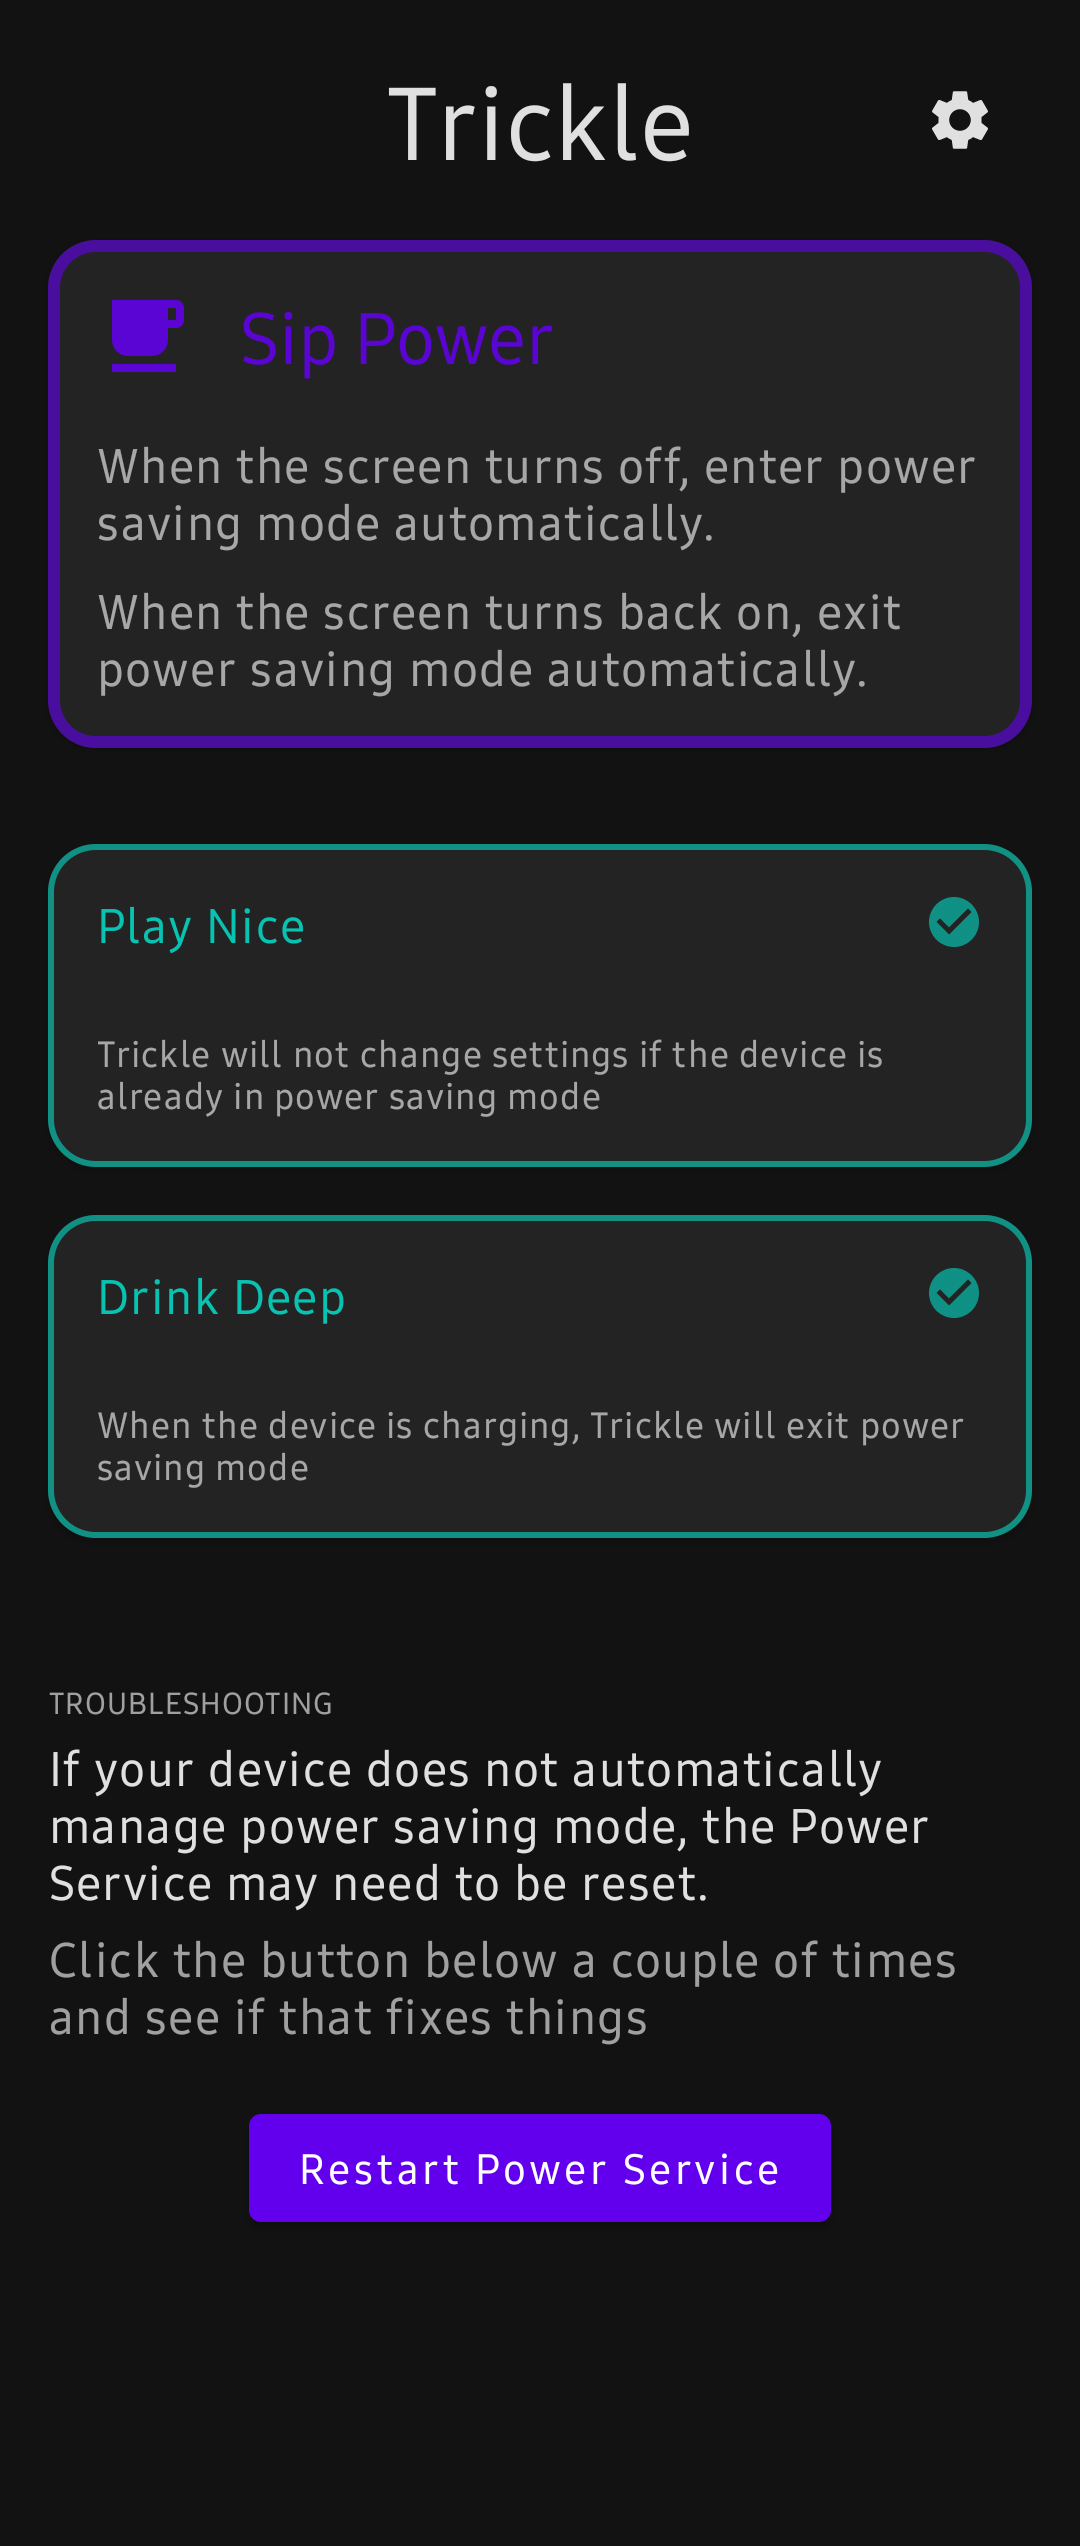 Trickle
Sip Power
When the screen turns off, enter power
saving mode automatically.
When the screen turns back on, exit
power saving mode automatically.
Play Nice
Trickle will not change settings if the device is
already in power saving mode
Drink Deep
When the device is charging, Trickle will exit power
saving mode
TROUBLESHOOTING
If your device does not automatically
manage power saving mode, the Power
Service may need to be reset.
Click the button below a couple of times
and see if that fixes things
Restart Power Service